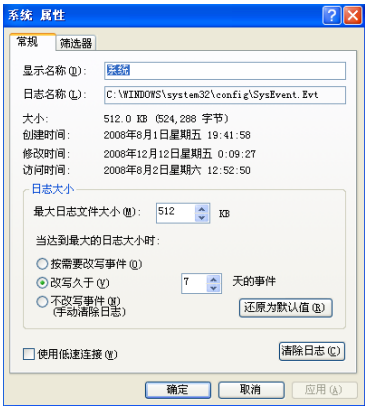 系统 属性
常规 筛选器
显示名称(D): 系统
日志名称(L): C:\WINDOWS\system32\config\SysEvent.Evt
大小: 512.0 KB (524,288 字节)
创建时间: 2008年8月1日星期五 19:41:58
修改时间: 2008年12月12日星期五 0:09:27
访问时间: 2008年8月2日星期六 12:52:50
日志大小
最大日志文件大小(M): 512 KB
当达到最大的日志大小时:
按需要改写事件(O)
改写久于(V) 7 天的事件
不改写事件(N)
(手动清除日志) 还原为默认值(R)
使用低速连接(W) 清除日志(C)
确定 取消 应用(A)